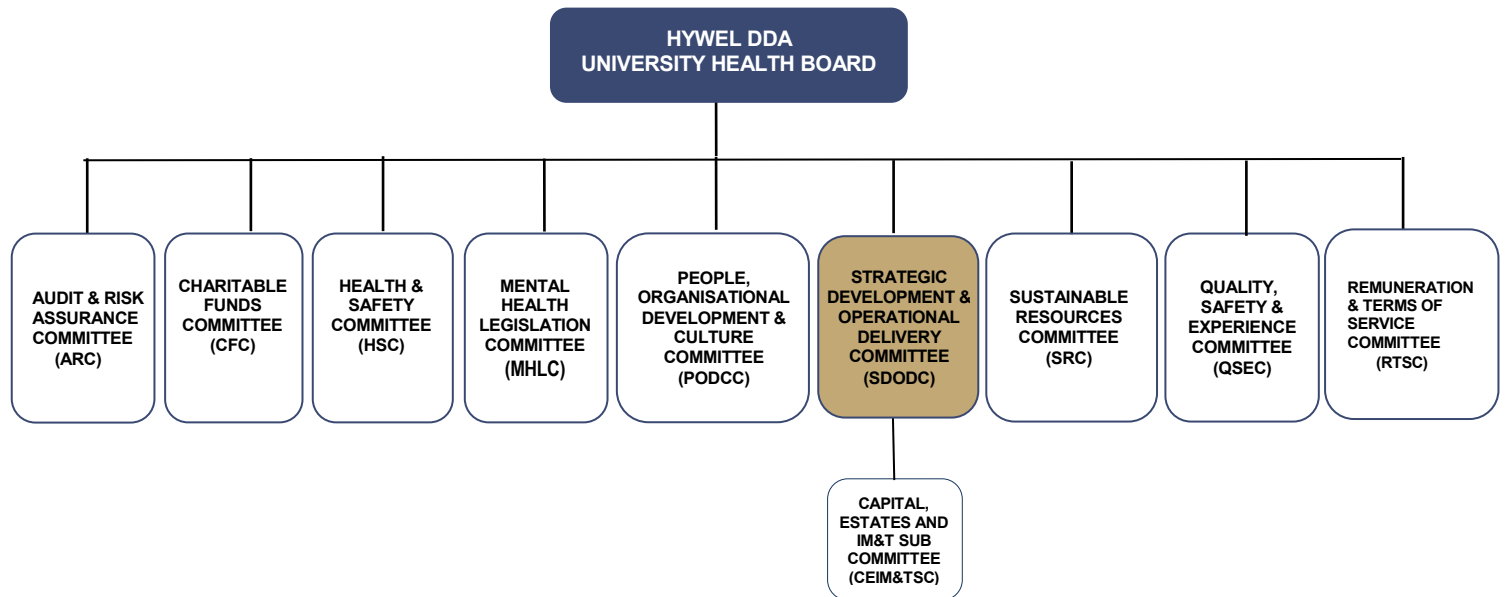 HYWEL DDA
UNIVERSITY HEALTH BOARD
AUDIT & RISK
ASSURANCE
COMMITTEE
(ARC)
CHARITABLE
FUNDS
COMMITTEE
(CFC)
HEALTH &
SAFETY
COMMITTEE
(HSC)
MENTAL
HEALTH
LEGISLATION
COMMITTEE
(MHLC)
PEOPLE,
ORGANISATIONAL
DEVELOPMENT &
CULTURE
COMMITTEE
(PODCC)
STRATEGIC
DEVELOPMENT &
OPERATIONAL
DELIVERY
COMMITTEE
(SDODC)
SUSTAINABLE
RESOURCES
COMMITTEE
(SRC)
QUALITY,
SAFETY &
EXPERIENCE
COMMITTEE
(QSEC)
REMUNERATION
& TERMS OF
SERVICE
COMMITTEE
(RTSC)
CAPITAL,
ESTATES AND
IM&T SUB
COMMITTEE
(CEIM&TSC)